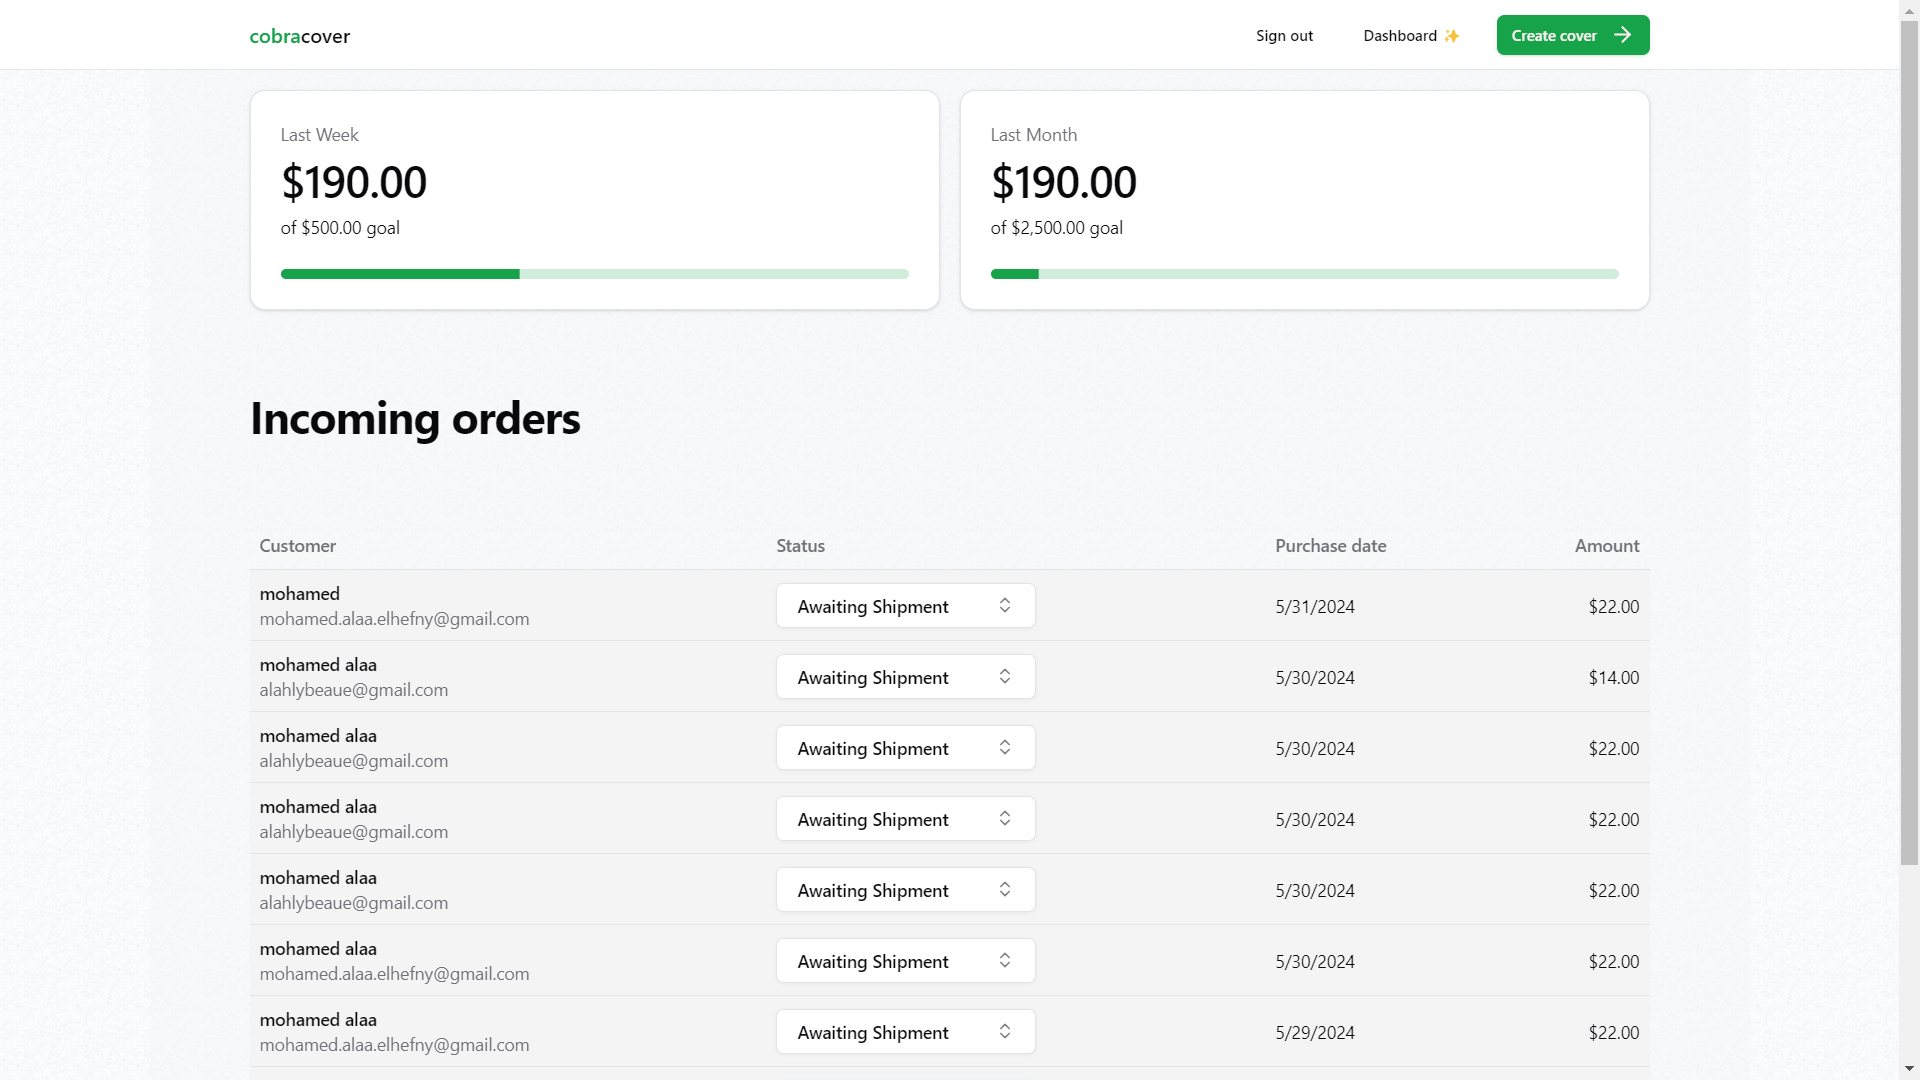 cobracover
Sign out
Dashboard ✨
Create cover
Last Week
$190.00
of $500.00 goal
Last Month
$190.00
of $2,500.00 goal
Incoming orders
Customer Status Purchase date Amount
mohamed
mohamed.alaa.elhefny@gmail.com
Awaiting Shipment 5/31/2024 $22.00
mohamed alaa
alahlybeaue@gmail.com
Awaiting Shipment 5/30/2024 $14.00
mohamed alaa
alahlybeaue@gmail.com
Awaiting Shipment 5/30/2024 $22.00
mohamed alaa
alahlybeaue@gmail.com
Awaiting Shipment 5/30/2024 $22.00
mohamed alaa
alahlybeaue@gmail.com
Awaiting Shipment 5/30/2024 $22.00
mohamed alaa
mohamed.alaa.elhefny@gmail.com
Awaiting Shipment 5/30/2024 $22.00
mohamed alaa
mohamed.alaa.elhefny@gmail.com
Awaiting Shipment 5/29/2024 $22.00